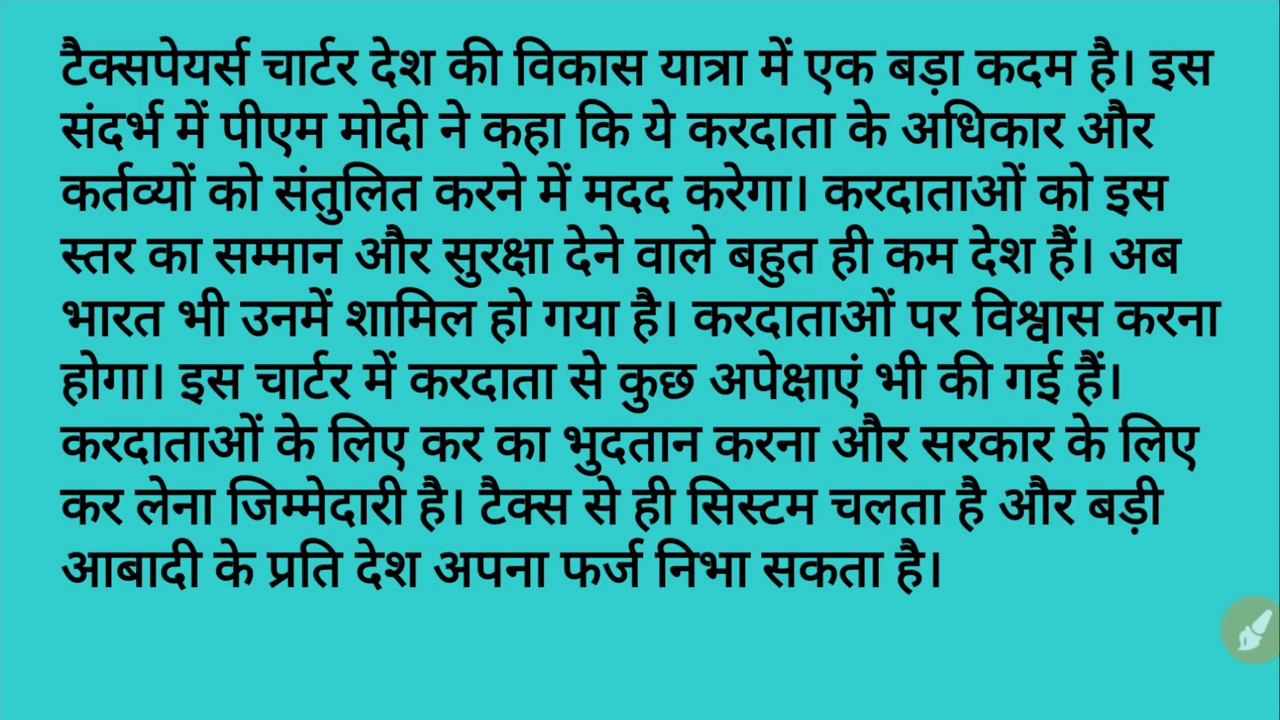 टैक्सपेयर्स चार्टर देश की विकास यात्रा में एक बड़ा कदम है। इस
संदर्भ में पीएम मोदी ने कहा कि ये करदाता के अधिकार और
कर्तव्यों को संतुलित करने में मदद करेगा। करदाताओं को इस
स्तर का सम्मान और सुरक्षा देने वाले बहुत ही कम देश हैं। अब
भारत भी उनमें शामिल हो गया है। करदाताओं पर विश्वास करना
होगा। इस चार्टर में करदाता से कुछ अपेक्षाएं भी की गई हैं।
करदाताओं के लिए कर का भुदतान करना और सरकार के लिए
कर लेना जिम्मेदारी है। टैक्स से ही सिस्टम चलता है और बड़ी
आबादी के प्रति देश अपना फर्ज निभा सकता है।